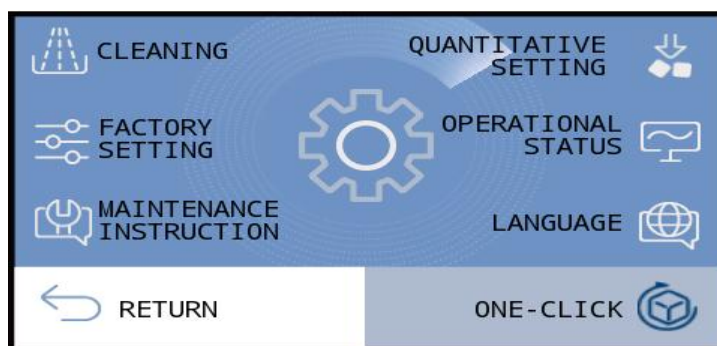 CLEANING
QUANTITATIVE
SETTING
FACTORY
SETTING
OPERATIONAL
STATUS
MAINTENANCE
INSTRUCTION
LANGUAGE
RETURN
ONE-CLICK